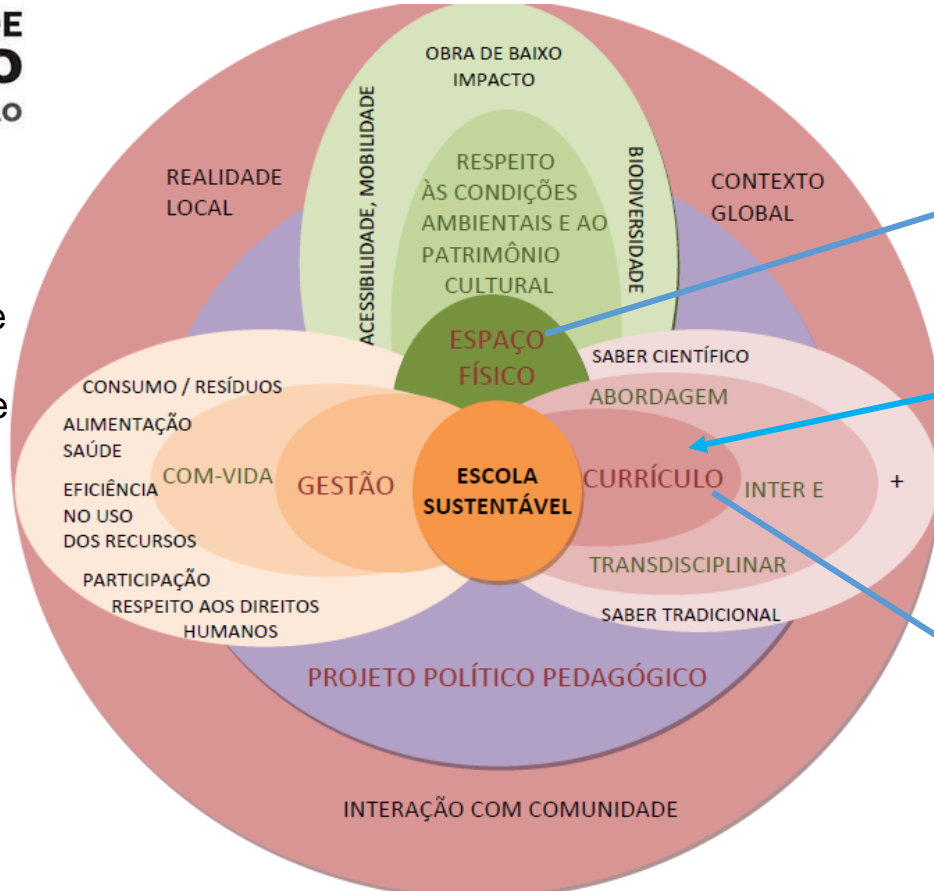 DE
O
ÃO
e
e
OBRA DE BAIXO
IMPACTO
ACESSIBILIDADE, MOBILIDADE
BIODIVERSIDADE
RESPEITO
ÀS CONDIÇÕES
AMBIENTAIS E AO
PATRIMÔNIO
CULTURAL
REALIDADE
LOCAL
CONTEXTO
GLOBAL
ESPAÇO
FÍSICO
CONSUMO / RESÍDUOS
ALIMENTAÇÃO
SAÚDE
EFICIÊNCIA
NO USO
DOS RECURSOS
PARTICIPAÇÃO
RESPEITO AOS DIREITOS
HUMANOS
COM-VIDA
GESTÃO
ESCOLA
SUSTENTÁVEL
CURRÍCULO
SABER CIENTÍFICO
ABORDAGEM
INTER E
+
TRANSDISCIPLINAR
SABER TRADICIONAL
PROJETO POLÍTICO PEDAGÓGICO
INTERAÇÃO COM COMUNIDADE